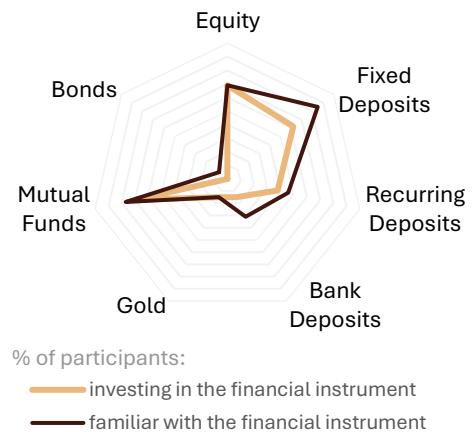 Equity
Fixed
Deposits
Recurring
Deposits
Bank
Deposits
Gold
Mutual
Funds
Bonds
% of participants:
investing in the financial instrument
familiar with the financial instrument